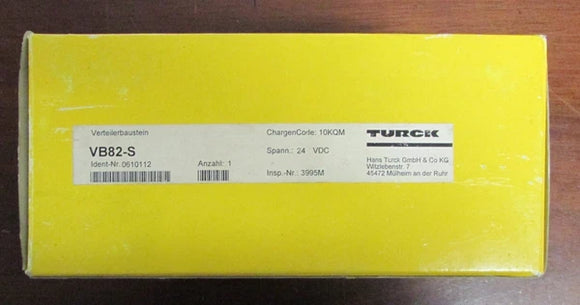 Verteilerbaustein
VB82-S
Ident-Nr. 0610112
Anzahl: 1
ChargenCode: 10KQM
Spann.: 24 VDC
Insp.-Nr.: 3995M
TURCK
Hans Turck GmbH & Co KG
Witzlebenstr. 7
45472 Mülheim an der Ruhr